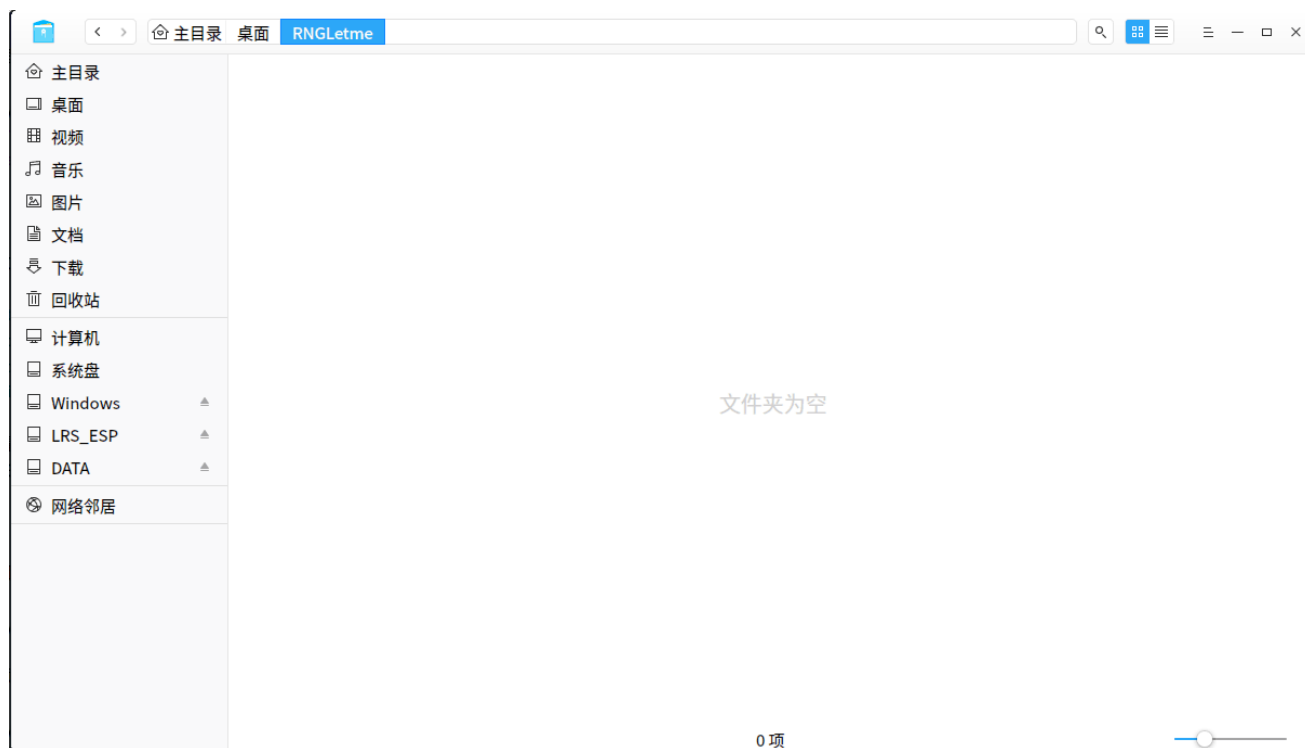 主目录 桌面 RNGLetme
主目录
桌面
视频
音乐
图片
文档
下载
回收站
计算机
系统盘
Windows
LRS_ESP
DATA
网络邻居
文件夹为空
0 项